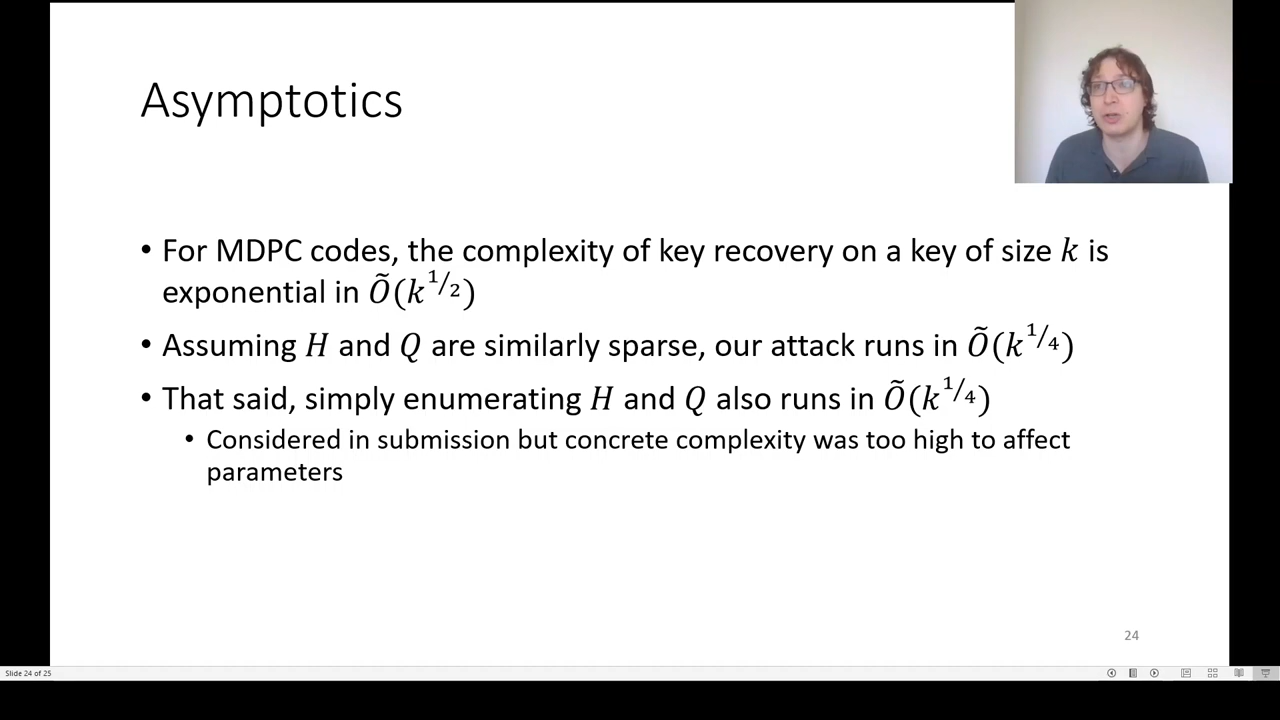 Asymptotics
• For MDPC codes, the complexity of key recovery on a key of size k is
exponential in Õ(k^{1/2})
• Assuming H and Q are similarly sparse, our attack runs in Õ(k^{1/4})
• That said, simply enumerating H and Q also runs in Õ(k^{1/4})
• Considered in submission but concrete complexity was too high to affect
parameters
24
Slide 24 of 25